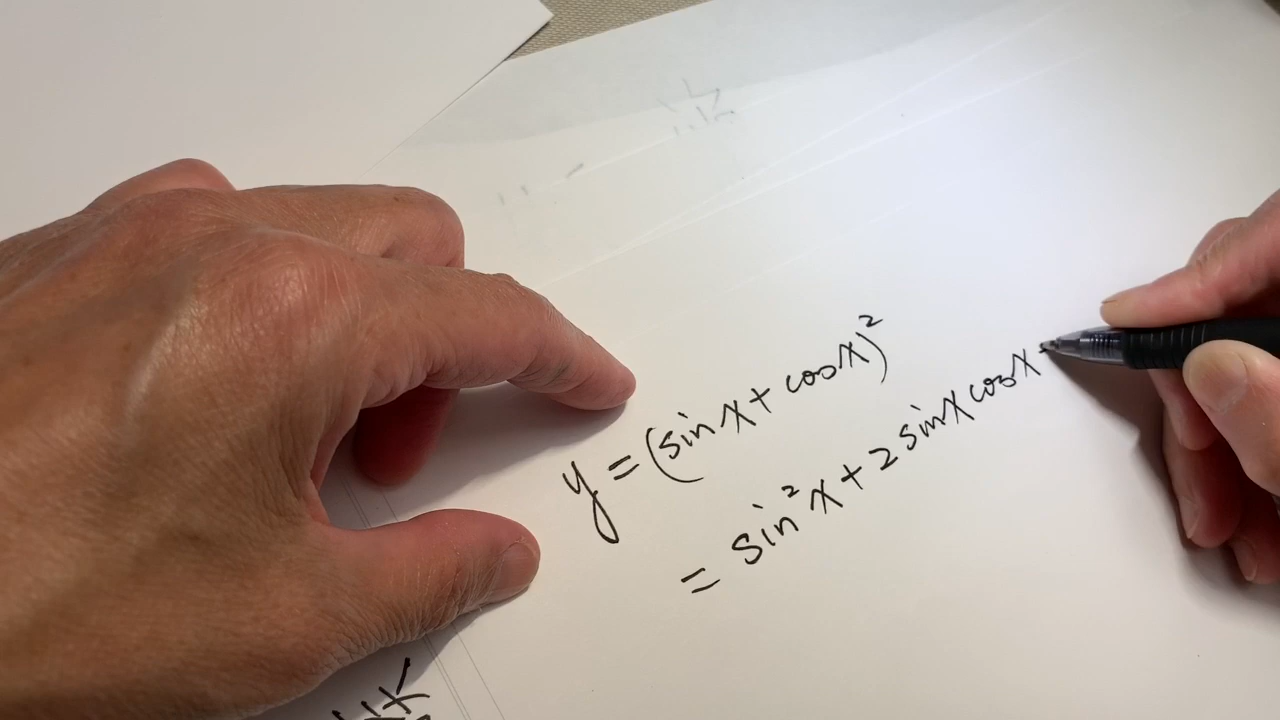 y = (sin x + cos x)²
= sin² x + 2 sin x cos x